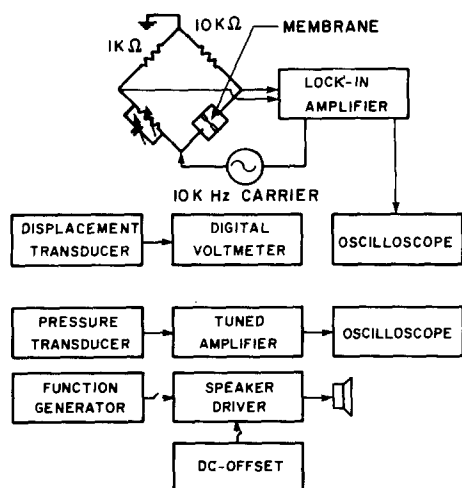 1KΩ
10KΩ
MEMBRANE
LOCK-IN
AMPLIFIER
10K Hz CARRIER
DISPLACEMENT
TRANSDUCER
DIGITAL
VOLTMETER
OSCILLOSCOPE
PRESSURE
TRANSDUCER
TUNED
AMPLIFIER
OSCILLOSCOPE
FUNCTION
GENERATOR
SPEAKER
DRIVER
DC-OFFSET